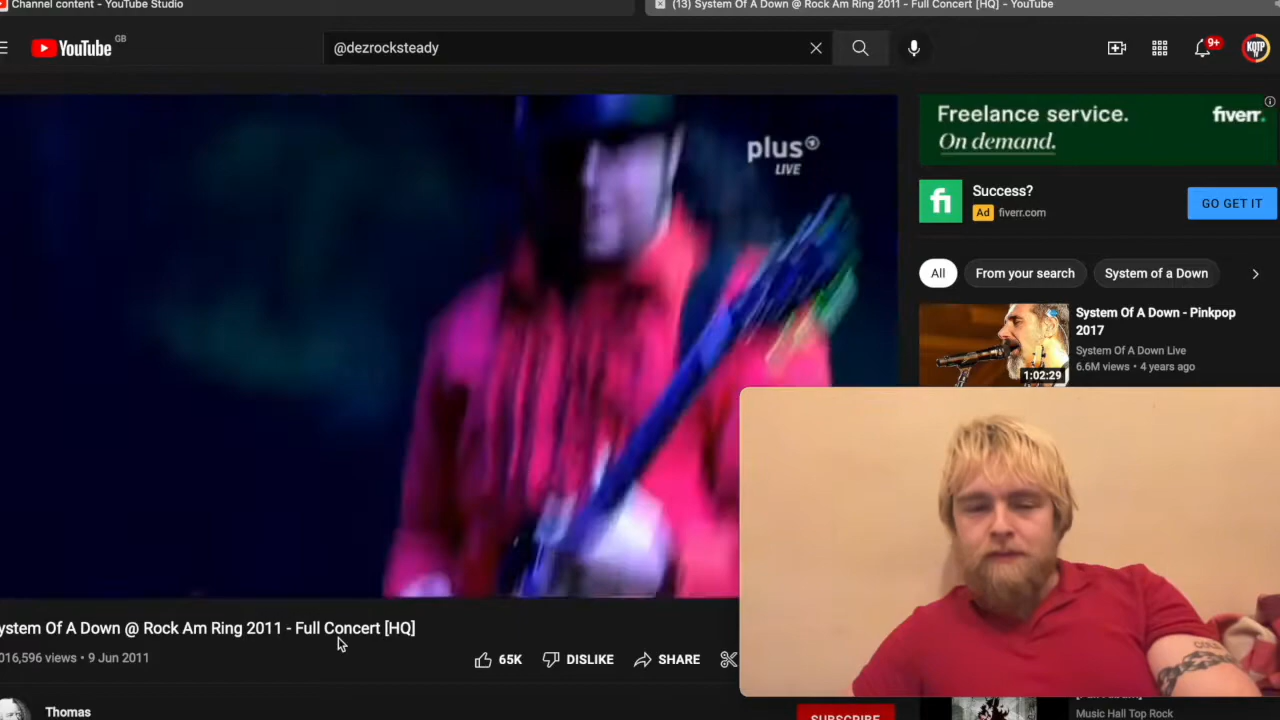 Channel content - YouTube Studio
(13) System Of A Down @ Rock Am Ring 2011 - Full Concert [HQ] - YouTube
YouTube GB
@dezrocksteady
9+
KOTP
TV
plus
LIVE
Freelance service.
On demand.
fiverr.
fi
Success?
Ad fiverr.com
GO GET IT
All
From your search
System of a Down
System Of A Down - Pinkpop
2017
System Of A Down Live
6.6M views • 4 years ago
1:02:29
ystem Of A Down @ Rock Am Ring 2011 - Full Concert [HQ]
016,596 views • 9 Jun 2011
65K
DISLIKE
SHARE
Thomas
SUBSCRIBE
Music Hall Top Rock